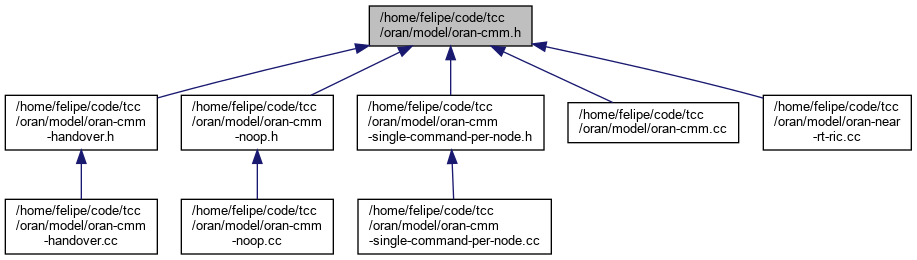 /home/felipe/code/tcc
/oran/model/oran-cmm.h
/home/felipe/code/tcc
/oran/model/oran-cmm
-handover.h
/home/felipe/code/tcc
/oran/model/oran-cmm
-noop.h
/home/felipe/code/tcc
/oran/model/oran-cmm
-single-command-per-node.h
/home/felipe/code/tcc
/oran/model/oran-cmm.cc
/home/felipe/code/tcc
/oran/model/oran-near
-rt-ric.cc
/home/felipe/code/tcc
/oran/model/oran-cmm
-handover.cc
/home/felipe/code/tcc
/oran/model/oran-cmm
-noop.cc
/home/felipe/code/tcc
/oran/model/oran-cmm
-single-command-per-node.cc